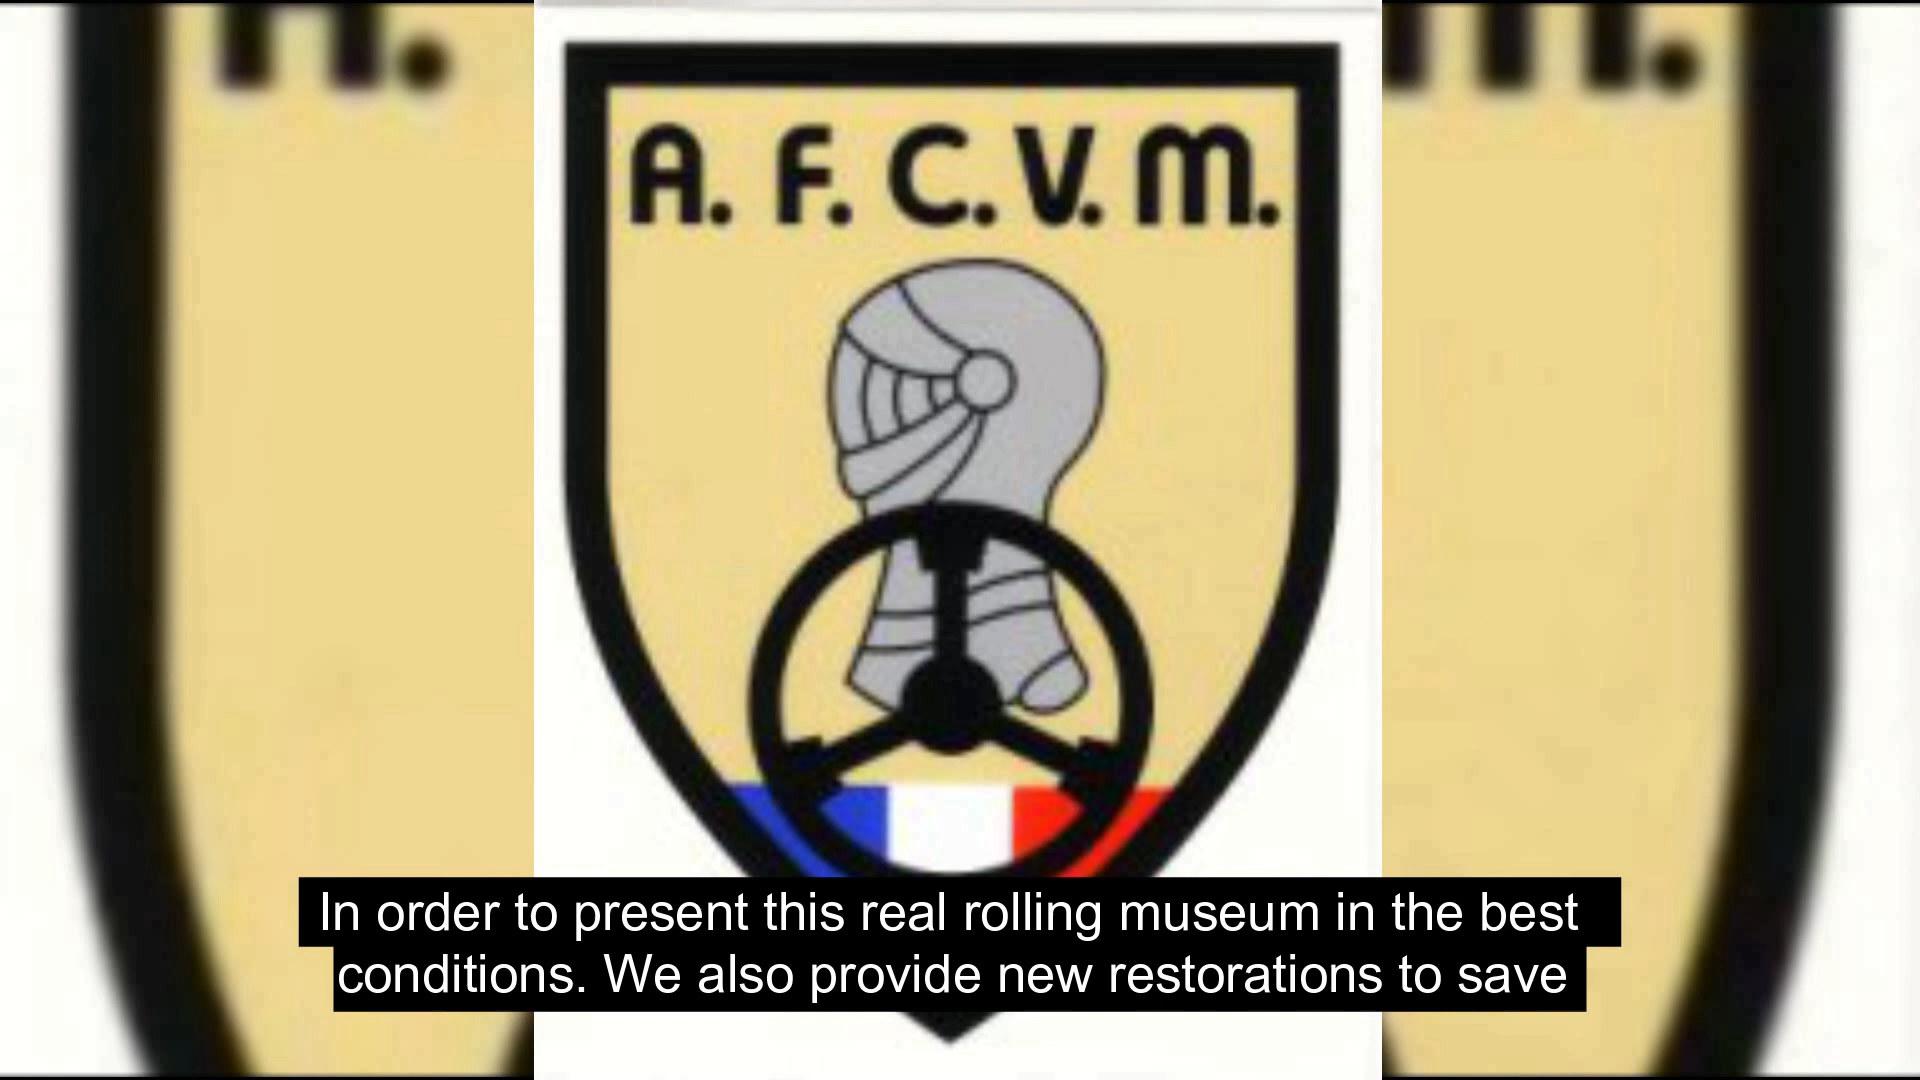 A. F. C. V. M.
In order to present this real rolling museum in the best
conditions. We also provide new restorations to save